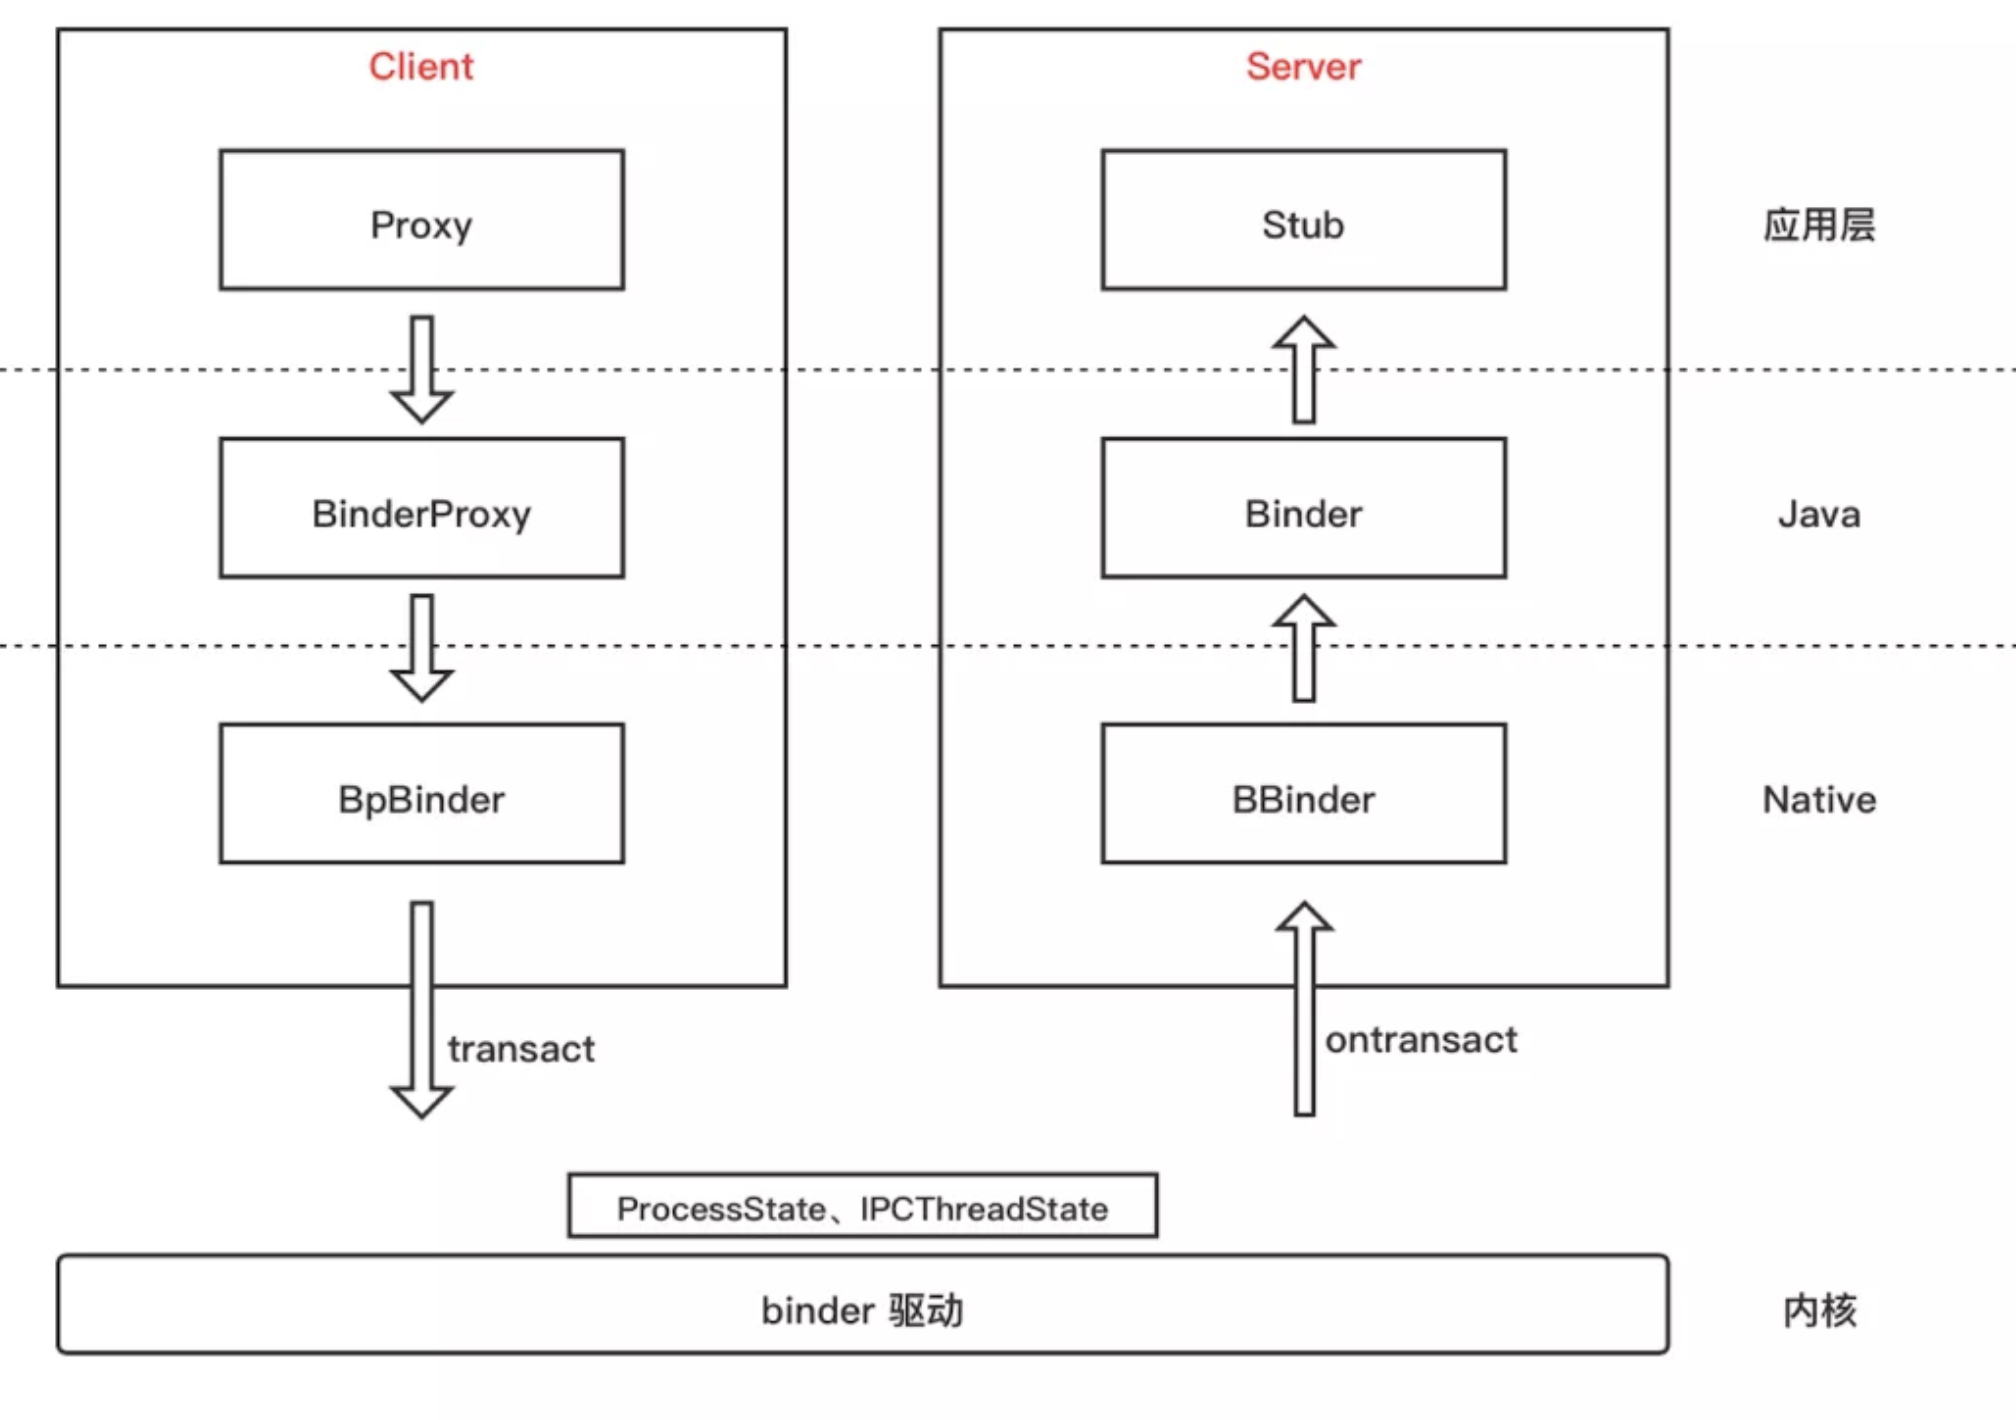 Client
Server
Proxy
Stub
应用层
BinderProxy
Binder
Java
BpBinder
BBinder
Native
transact
ontransact
ProcessState、IPCThreadState
binder 驱动
内核